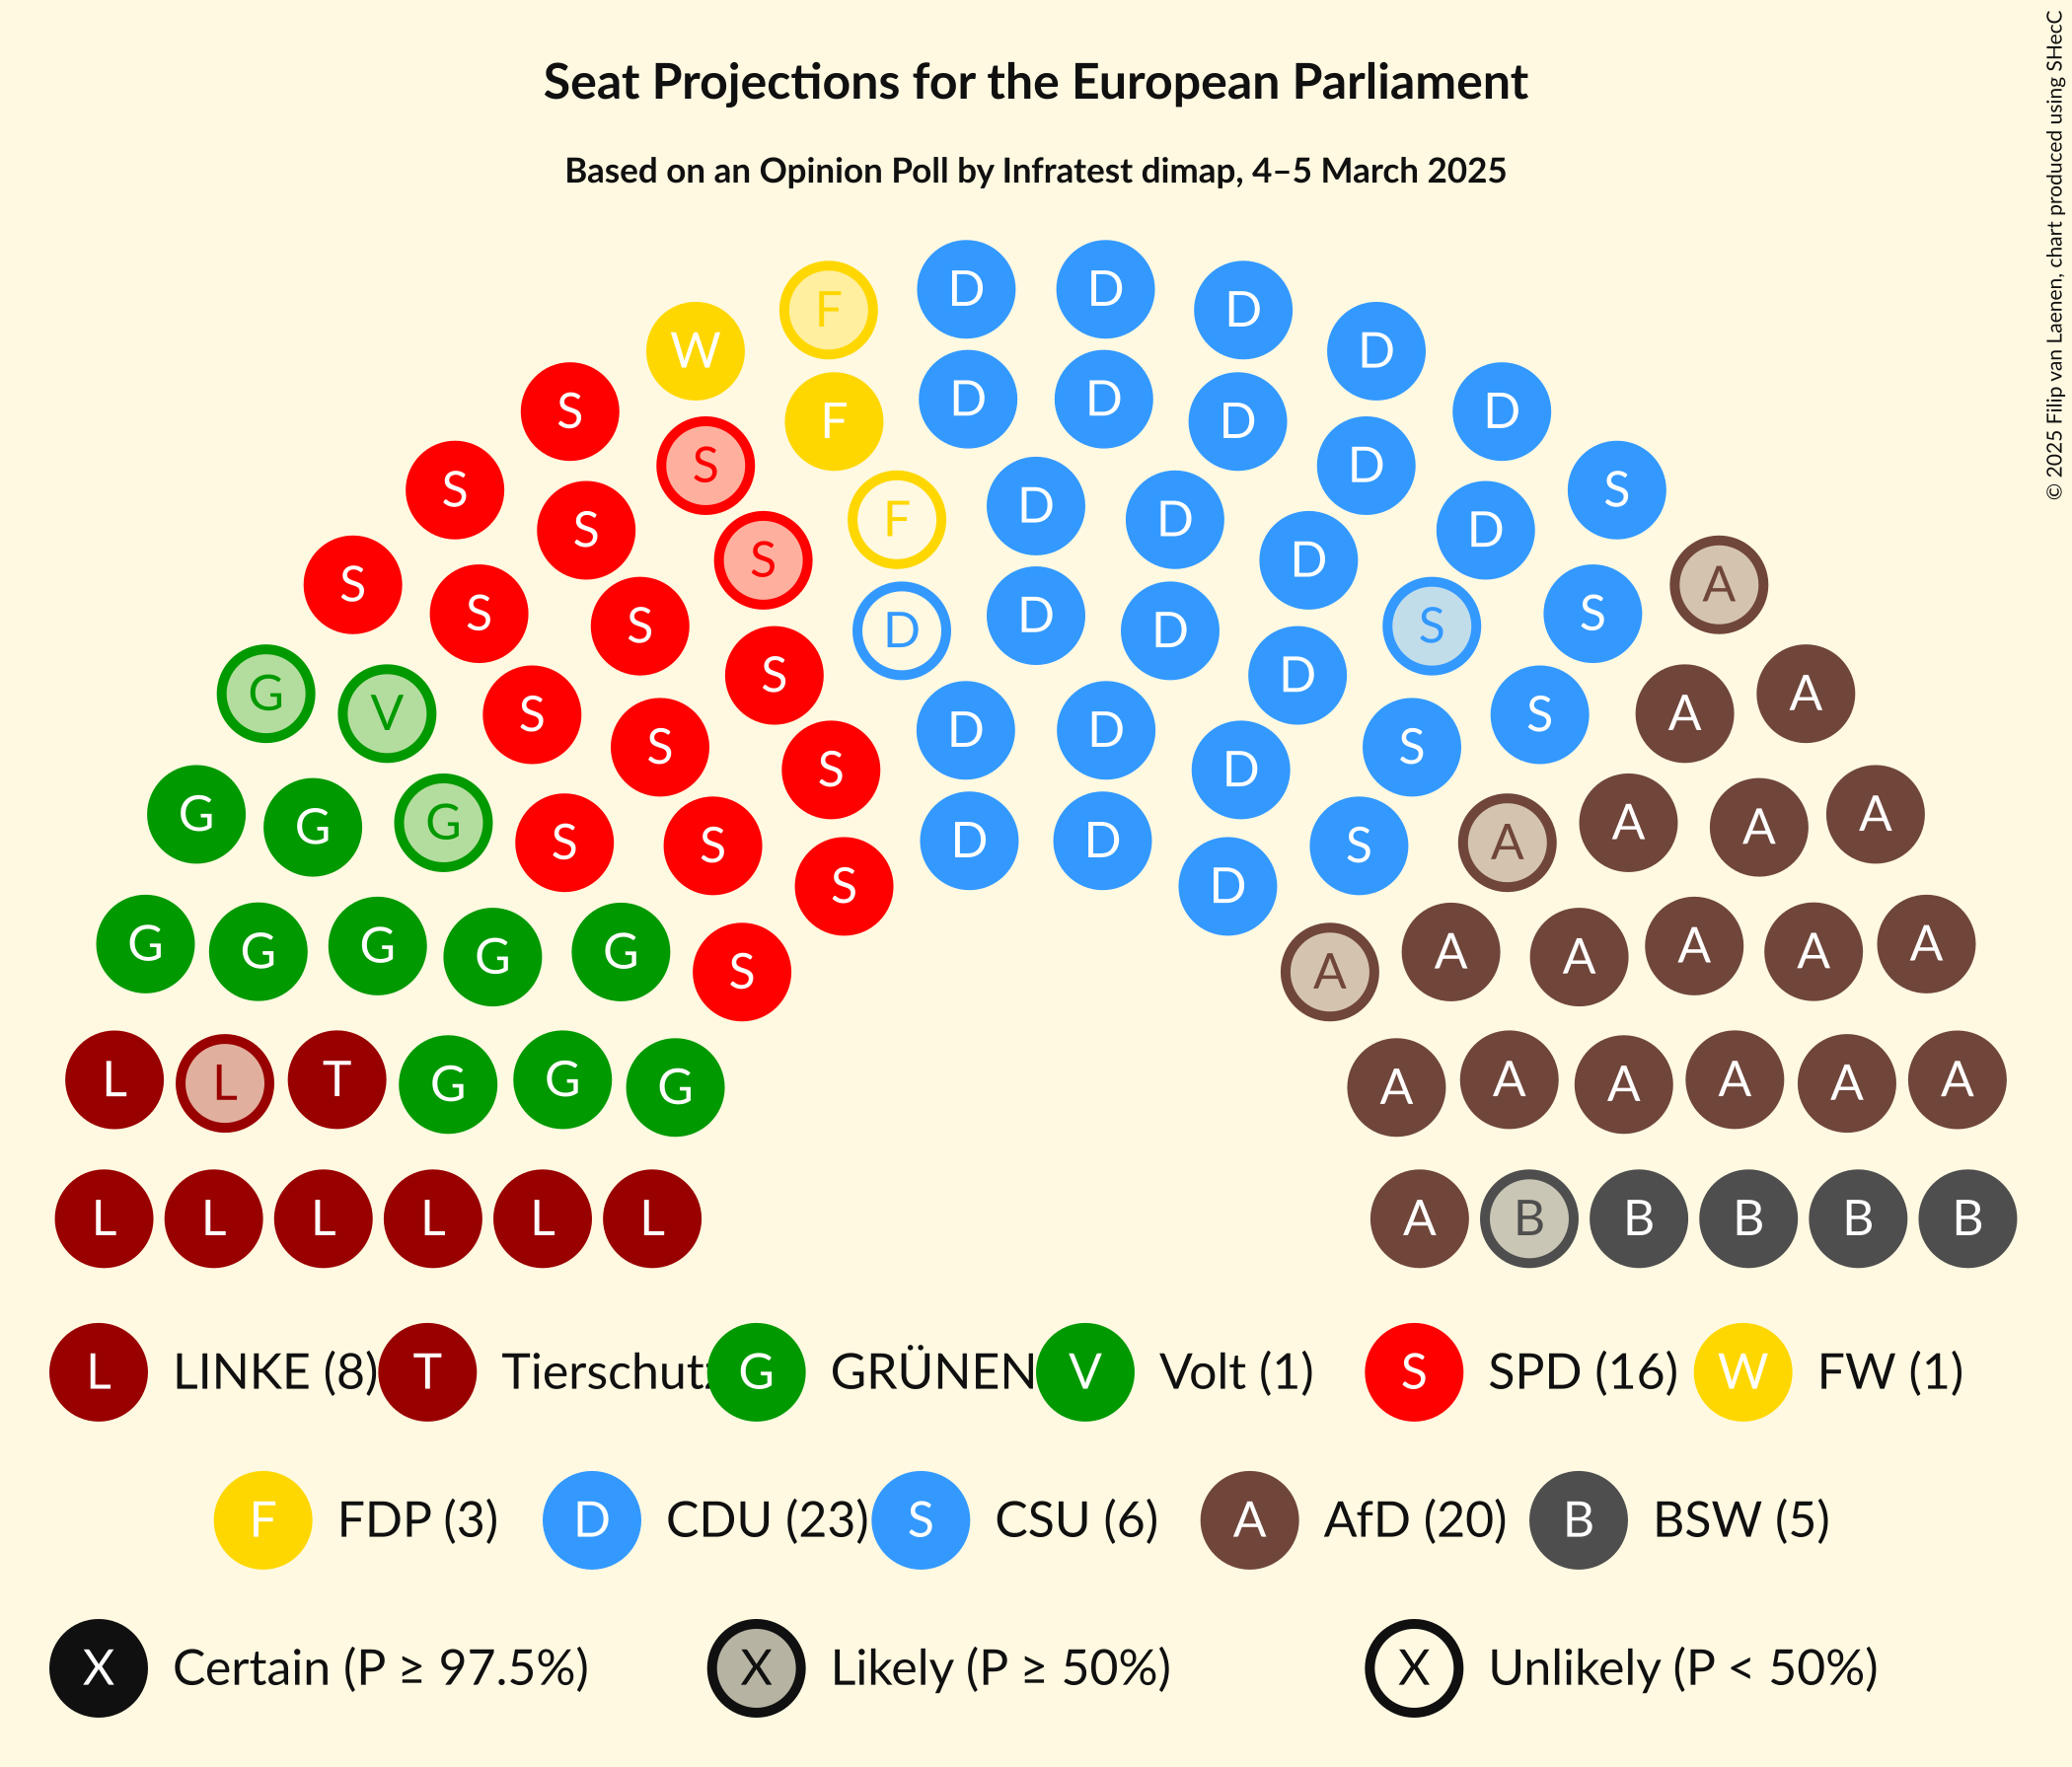 Seat Projections for the European Parliament
Based on an Opinion Poll by Infratest dimap, 4–5 March 2025
© 2025 Filip van Laenen, chart produced using SHecC
D D D
F D
W D
D D
S F D D
S D
S D
D D
S F D S
S D
S D
S A
S S D S
S D D
D D S
G S A
V S S A
S D D D S
S D
G S A
G G S A A
G S S D D S A
S D
G G G G G S A A A A A A
L L T G G G A A A A A A
L L L L L L A B B B B B
L LINKE (8) T Tierschutz G GRÜNEN V Volt (1) S SPD (16) W FW (1)
F FDP (3) D CDU (23) S CSU (6) A AfD (20) B BSW (5)
X Certain (P ≥ 97.5%) X Likely (P ≥ 50%) X Unlikely (P < 50%)